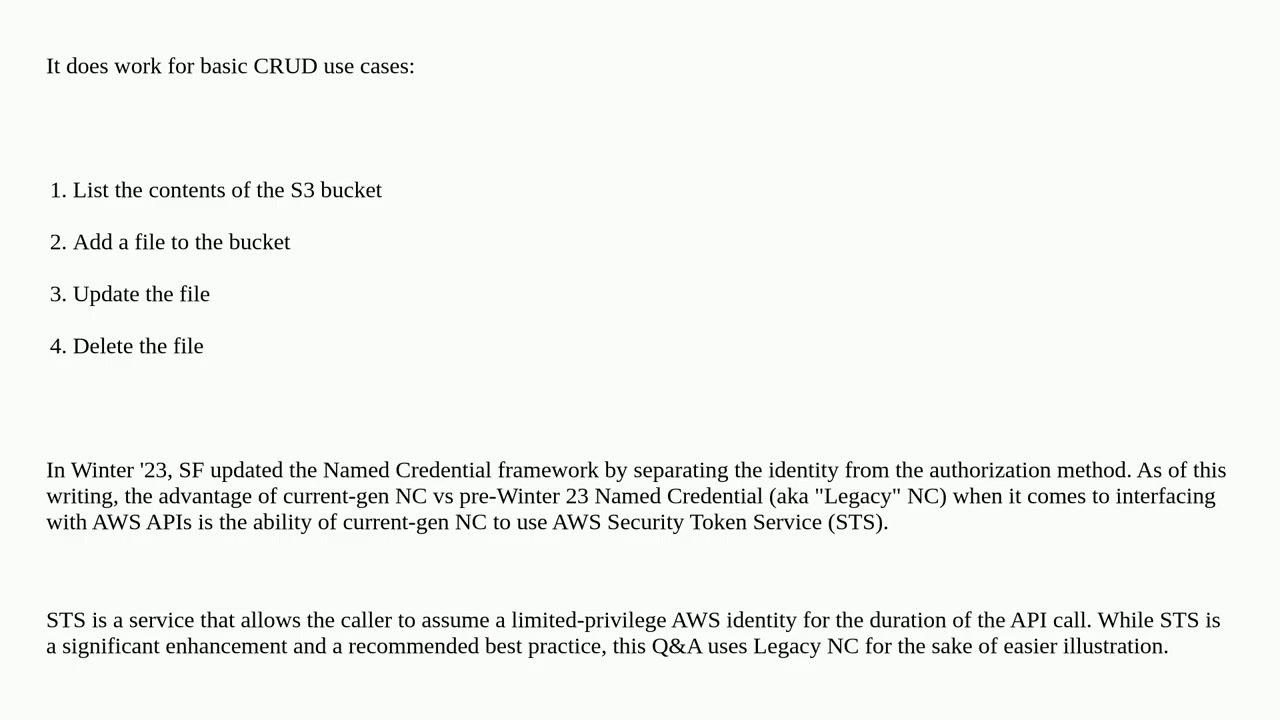 It does work for basic CRUD use cases:
1. List the contents of the S3 bucket
2. Add a file to the bucket
3. Update the file
4. Delete the file
In Winter '23, SF updated the Named Credential framework by separating the identity from the authorization method. As of this
writing, the advantage of current-gen NC vs pre-Winter 23 Named Credential (aka "Legacy" NC) when it comes to interfacing
with AWS APIs is the ability of current-gen NC to use AWS Security Token Service (STS).
STS is a service that allows the caller to assume a limited-privilege AWS identity for the duration of the API call. While STS is
a significant enhancement and a recommended best practice, this Q&A uses Legacy NC for the sake of easier illustration.